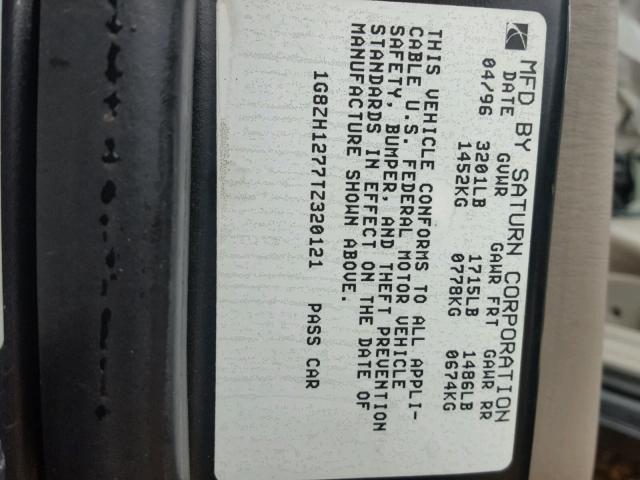 MFD BY SATURN CORPORATION
DATE GVWR GAWR FRT GAWR RR
04/96 3201LB 1715LB 1486LB
1452KG 0778KG 0674KG
THIS VEHICLE CONFORMS TO ALL APPLI-
CABLE U.S. FEDERAL MOTOR VEHICLE
SAFETY, BUMPER, AND THEFT PREVENTION
STANDARDS IN EFFECT ON THE DATE OF
MANUFACTURE SHOWN ABOVE.
1G8ZH1277TZ320121 PASS CAR